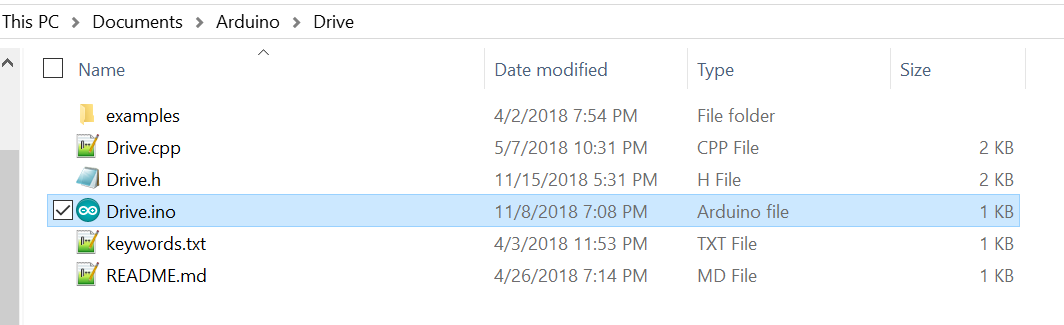 This PC > Documents > Arduino > Drive
Name Date modified Type Size
examples 4/2/2018 7:54 PM File folder
Drive.cpp 5/7/2018 10:31 PM CPP File 2 KB
Drive.h 11/15/2018 5:31 PM H File 2 KB
Drive.ino 11/8/2018 7:08 PM Arduino file 1 KB
keywords.txt 4/3/2018 11:53 PM TXT File 1 KB
README.md 4/26/2018 7:14 PM MD File 1 KB